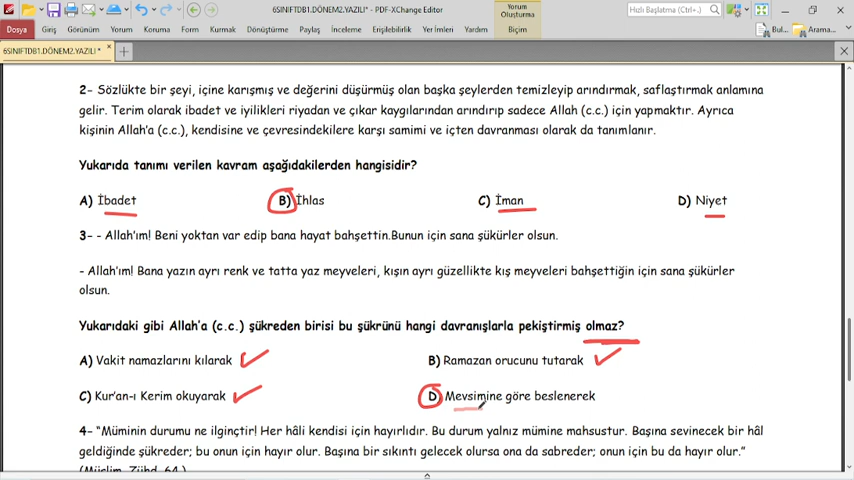 6SINIFTDB1.DÖNEM2.YAZILI* - PDF-XChange Editor
Yorum Oluşturma
Hızlı Başlatma (Ctrl+.)
Dosya Giriş Görünüm Yorum Koruma Form Kurmak Dönüştürme Paylaş İnceleme Erişilebilirlik Yer İmleri Yardım Biçim Bul... Arama...
6SINIFTDB1.DÖNEM2.YAZILI *
2- Sözlükte bir şeyi, içine karışmış ve değerini düşürmüş olan başka şeylerden temizleyip arındırmak, saflaştırmak anlamına
gelir. Terim olarak ibadet ve iyilikleri riyadan ve çıkar kaygılarından arındırıp sadece Allah (c.c.) için yapmaktır. Ayrıca
kişinin Allah'a (c.c.), kendisine ve çevresindekilere karşı samimi ve içten davranması olarak da tanımlanır.
Yukarıda tanımı verilen kavram aşağıdakilerden hangisidir?
A) İbadet B) İhlas C) İman D) Niyet
3- - Allah'ım! Beni yoktan var edip bana hayat bahşettin.Bunun için sana şükürler olsun.
- Allah'ım! Bana yazın ayrı renk ve tatta yaz meyveleri, kışın ayrı güzellikte kış meyveleri bahşettiğin için sana şükürler
olsun.
Yukarıdaki gibi Allah'a (c.c.) şükreden birisi bu şükrünü hangi davranışlarla pekiştirmiş olmaz?
A) Vakit namazlarını kılarak B) Ramazan orucunu tutarak
C) Kur'an-ı Kerim okuyarak D) Mevsimine göre beslenerek
4- "Müminin durumu ne ilginçtir! Her hâli kendisi için hayırlıdır. Bu durum yalnız mümine mahsustur. Başına sevinecek bir hâl
geldiğinde şükreder; bu onun için hayır olur. Başına bir sıkıntı gelecek olursa ona da sabreder; onun için bu da hayır olur."
(Müslim, Zühd, 64.)